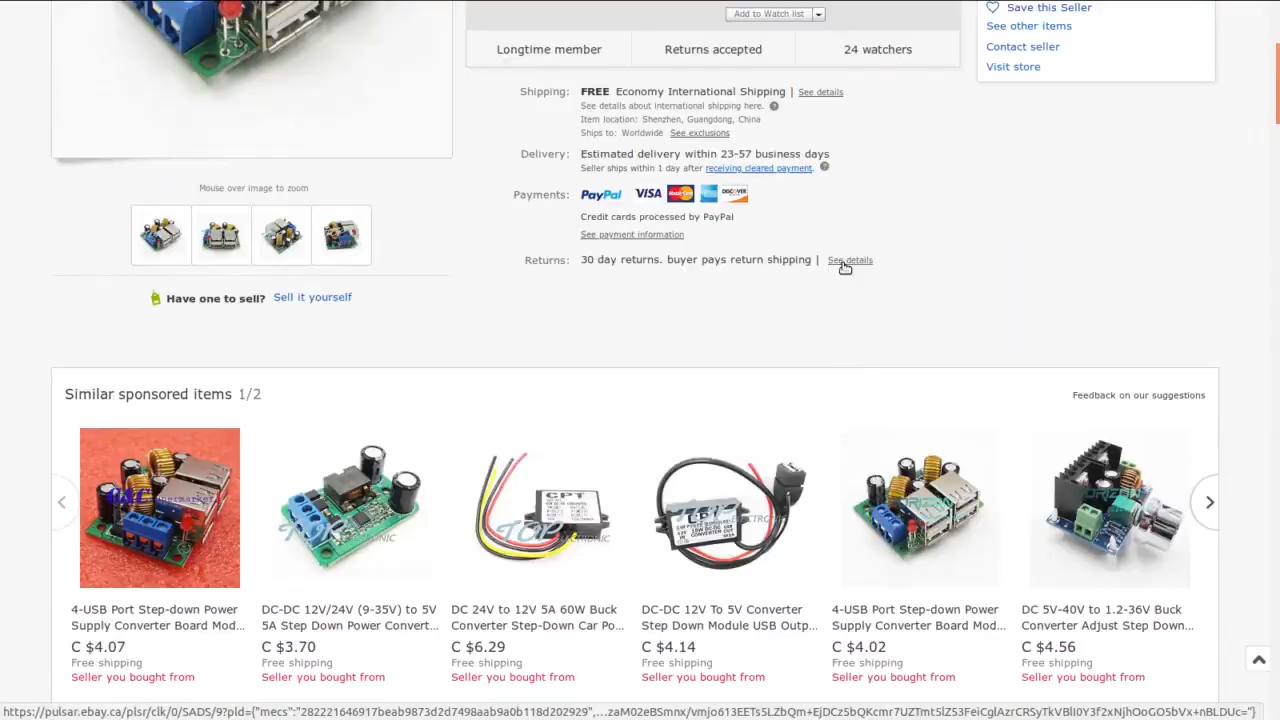 Add to Watch list
Save this Seller
See other items
Contact seller
Visit store
Longtime member
Returns accepted
24 watchers
Shipping: FREE Economy International Shipping | See details
See details about international shipping here.
Item location: Shenzhen, Guangdong, China
Ships to: Worldwide See exclusions
Delivery: Estimated delivery within 23-57 business days
Seller ships within 1 day after receiving cleared payment.
Payments: PayPal VISA MasterCard DISCOVER
Credit cards processed by PayPal
See payment information
Returns: 30 day returns. buyer pays return shipping | See details
Mouse over image to zoom
Have one to sell? Sell it yourself
Similar sponsored items 1/2
Feedback on our suggestions
4-USB Port Step-down Power
Supply Converter Board Mod...
C $4.07
Free shipping
Seller you bought from
DC-DC 12V/24V (9-35V) to 5V
5A Step Down Power Convert...
C $3.70
Free shipping
Seller you bought from
CPT
DC 24V to 12V 5A 60W Buck
Converter Step-Down Car Po...
C $6.29
Free shipping
Seller you bought from
DC-DC 12V To 5V Converter
Step Down Module USB Outp...
C $4.14
Free shipping
Seller you bought from
4-USB Port Step-down Power
Supply Converter Board Mod...
C $4.02
Free shipping
Seller you bought from
DC 5V-40V to 1.2-36V Buck
Converter Adjust Step Down...
C $4.56
Free shipping
Seller you bought from